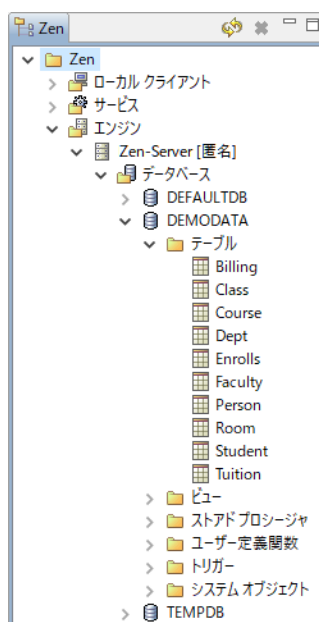 Zen
Zen
ローカル クライアント
サービス
エンジン
Zen-Server [匿名]
データベース
DEFAULTDB
DEMODATA
テーブル
Billing
Class
Course
Dept
Enrolls
Faculty
Person
Room
Student
Tuition
ビュー
ストアド プロシージャ
ユーザー定義関数
トリガー
システム オブジェクト
TEMPDB